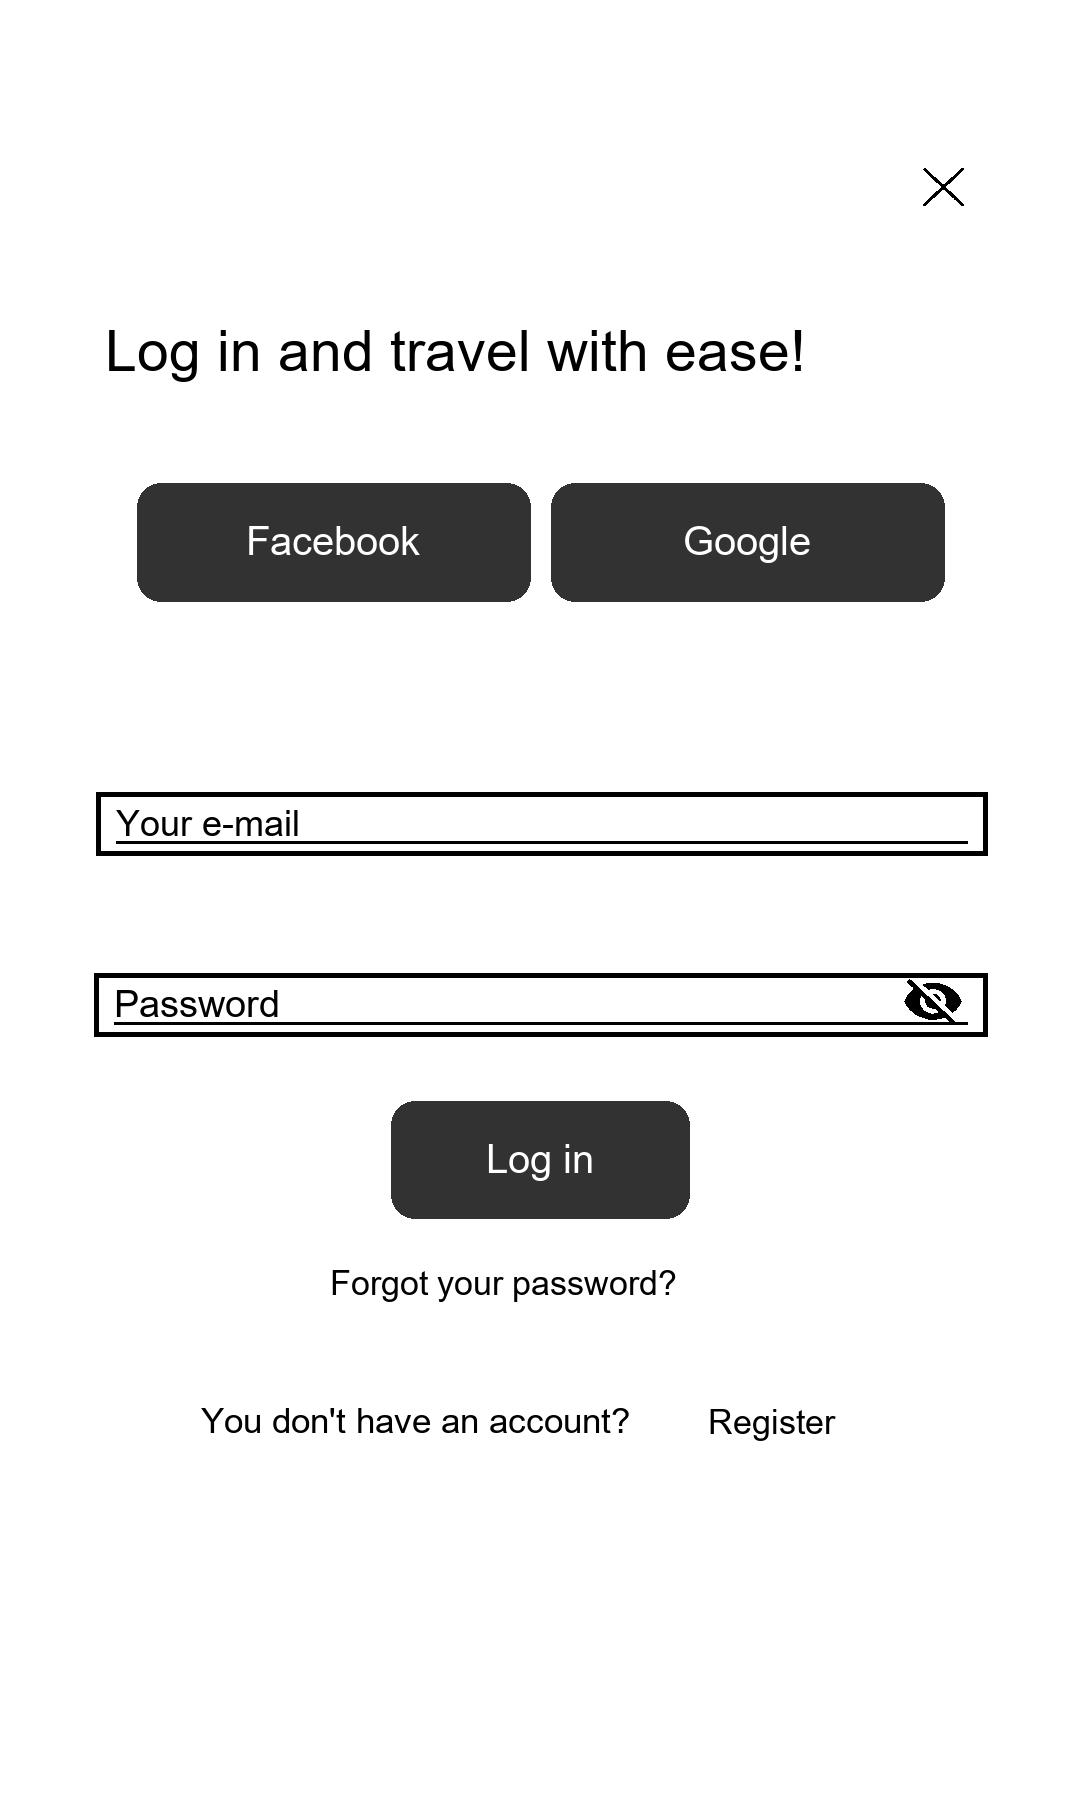 Log in and travel with ease!
Facebook
Google
Your e-mail
Password
Log in
Forgot your password?
You don't have an account? Register